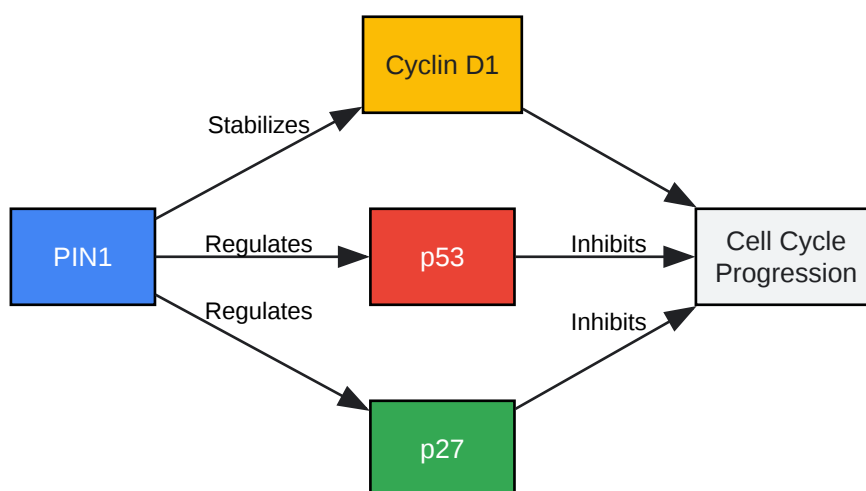 Cyclin D1
Stabilizes
PIN1
Regulates
p53
Inhibits
Cell Cycle
Progression
Regulates
Inhibits
p27